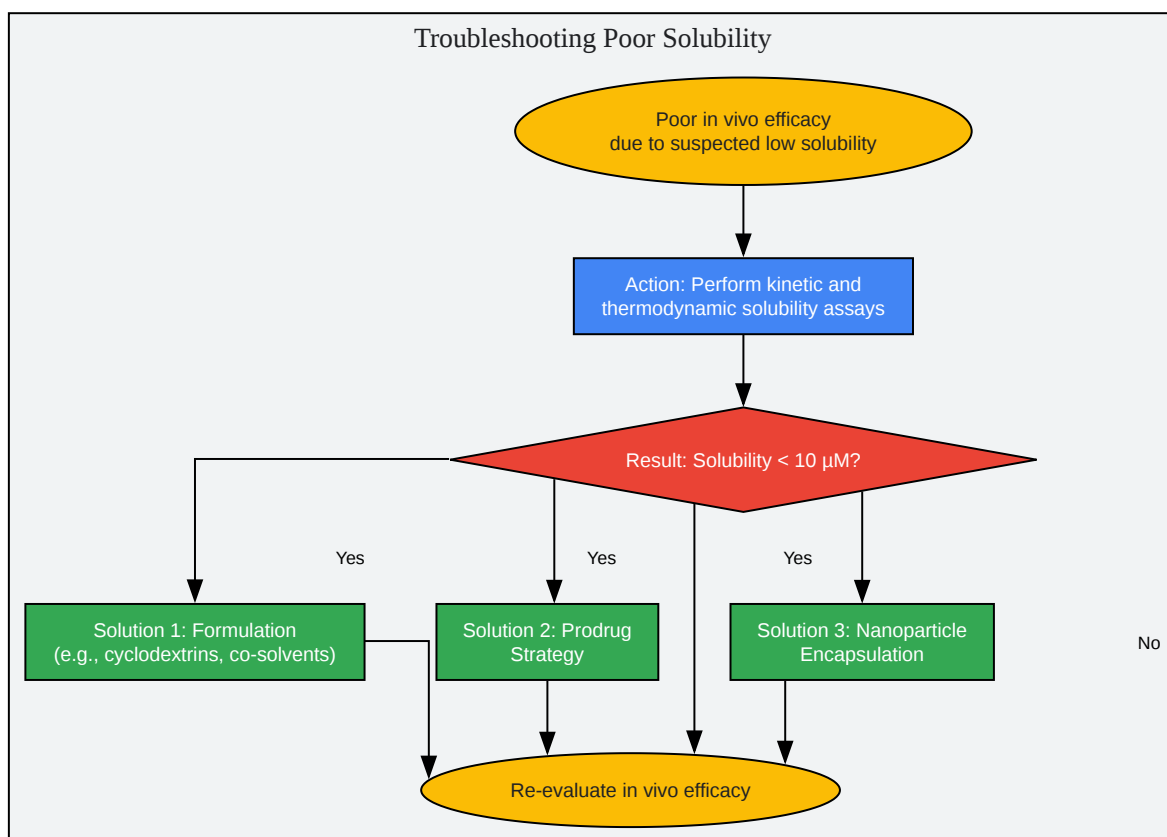 Troubleshooting Poor Solubility
Poor in vivo efficacy
due to suspected low solubility
Action: Perform kinetic and
thermodynamic solubility assays
Result: Solubility < 10 µM?
Yes
Yes
Yes
Solution 1: Formulation
(e.g., cyclodextrins, co-solvents)
Solution 2: Prodrug
Strategy
Solution 3: Nanoparticle
Encapsulation
No
Re-evaluate in vivo efficacy